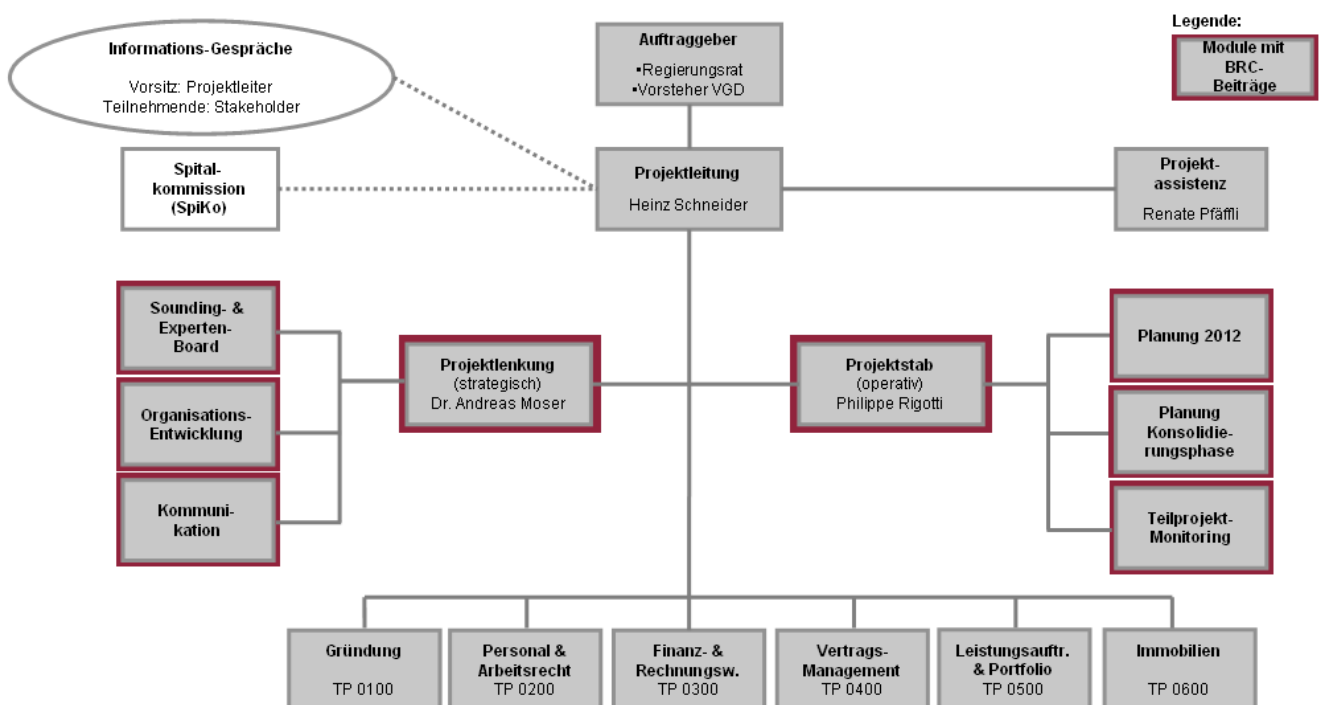 Legende:
Module mit
BRC-
Beiträge
Informations-Gespräche
Vorsitz: Projektleiter
Teilnehmende: Stakeholder
Auftraggeber
▪Regierungsrat
▪Vorsteher VGD
Spital-
kommission
(SpiKo)
Projektleitung
Heinz Schneider
Projekt-
assistenz
Renate Pfäffli
Sounding- &
Experten-
Board
Organisations-
Entwicklung
Kommuni-
kation
Projektlenkung
(strategisch)
Dr. Andreas Moser
Projektstab
(operativ)
Philippe Rigotti
Planung 2012
Planung
Konsolidie-
rungsphase
Teilprojekt-
Monitoring
Gründung
TP 0100
Personal &
Arbeitsrecht
TP 0200
Finanz- &
Rechnungsw.
TP 0300
Vertrags-
Management
TP 0400
Leistungsauftr.
& Portfolio
TP 0500
Immobilien
TP 0600